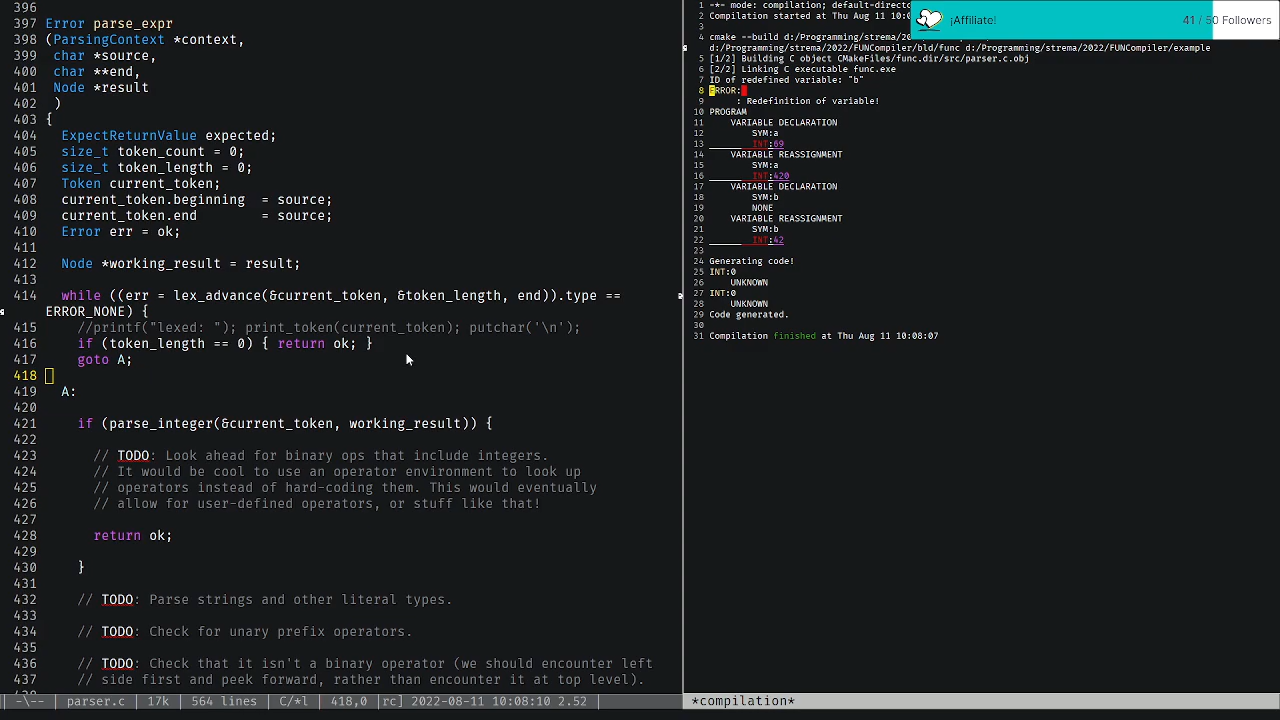 396
397 Error parse_expr
398 (ParsingContext *context,
399  char *source,
400  char **end,
401  Node *result
402  )
403 {
404   ExpectReturnValue expected;
405   size_t token_count = 0;
406   size_t token_length = 0;
407   Token current_token;
408   current_token.beginning  = source;
409   current_token.end        = source;
410   Error err = ok;
411
412   Node *working_result = result;
413
414   while ((err = lex_advance(&current_token, &token_length, end)).type ==
ERROR_NONE) {
415     //printf("lexed: "); print_token(current_token); putchar('\n');
416     if (token_length == 0) { return ok; }
417     goto A;
418
419   A:
420
421     if (parse_integer(&current_token, working_result)) {
422
423       // TODO: Look ahead for binary ops that include integers.
424       // It would be cool to use an operator environment to look up
425       // operators instead of hard-coding them. This would eventually
426       // allow for user-defined operators, or stuff like that!
427
428       return ok;
429
430     }
431
432     // TODO: Parse strings and other literal types.
433
434     // TODO: Check for unary prefix operators.
435
436     // TODO: Check that it isn't a binary operator (we should encounter left
437     // side first and peek forward, rather than encounter it at top level).
-\--  parser.c  17k  564 lines  C/*l  418,0  rc] 2022-08-11 10:08:10 2.52
1 -*- mode: compilation; default-direc
2 Compilation started at Thu Aug 11 10:0
¡Affiliate! 41 / 50 Followers
4 cmake --build d:/Programming/strema
d:/Programming/strema/2022/FUNCompiler/bld/func d:/Programming/strema/2022/FUNCompiler/example
5 [1/2] Building C object CMakeFiles/func.dir/src/parser.c.obj
6 [2/2] Linking C executable func.exe
7 ID of redefined variable: "b"
8 ERROR:
9      : Redefinition of variable!
10 PROGRAM
11     VARIABLE DECLARATION
12         SYM:a
13         INT:69
14     VARIABLE REASSIGNMENT
15         SYM:a
16         INT:420
17     VARIABLE DECLARATION
18         SYM:b
19         NONE
20     VARIABLE REASSIGNMENT
21         SYM:b
22         INT:42
23
24 Generating code!
25 INT:0
26     UNKNOWN
27 INT:0
28     UNKNOWN
29 Code generated.
30
31 Compilation finished at Thu Aug 11 10:08:07
*compilation*